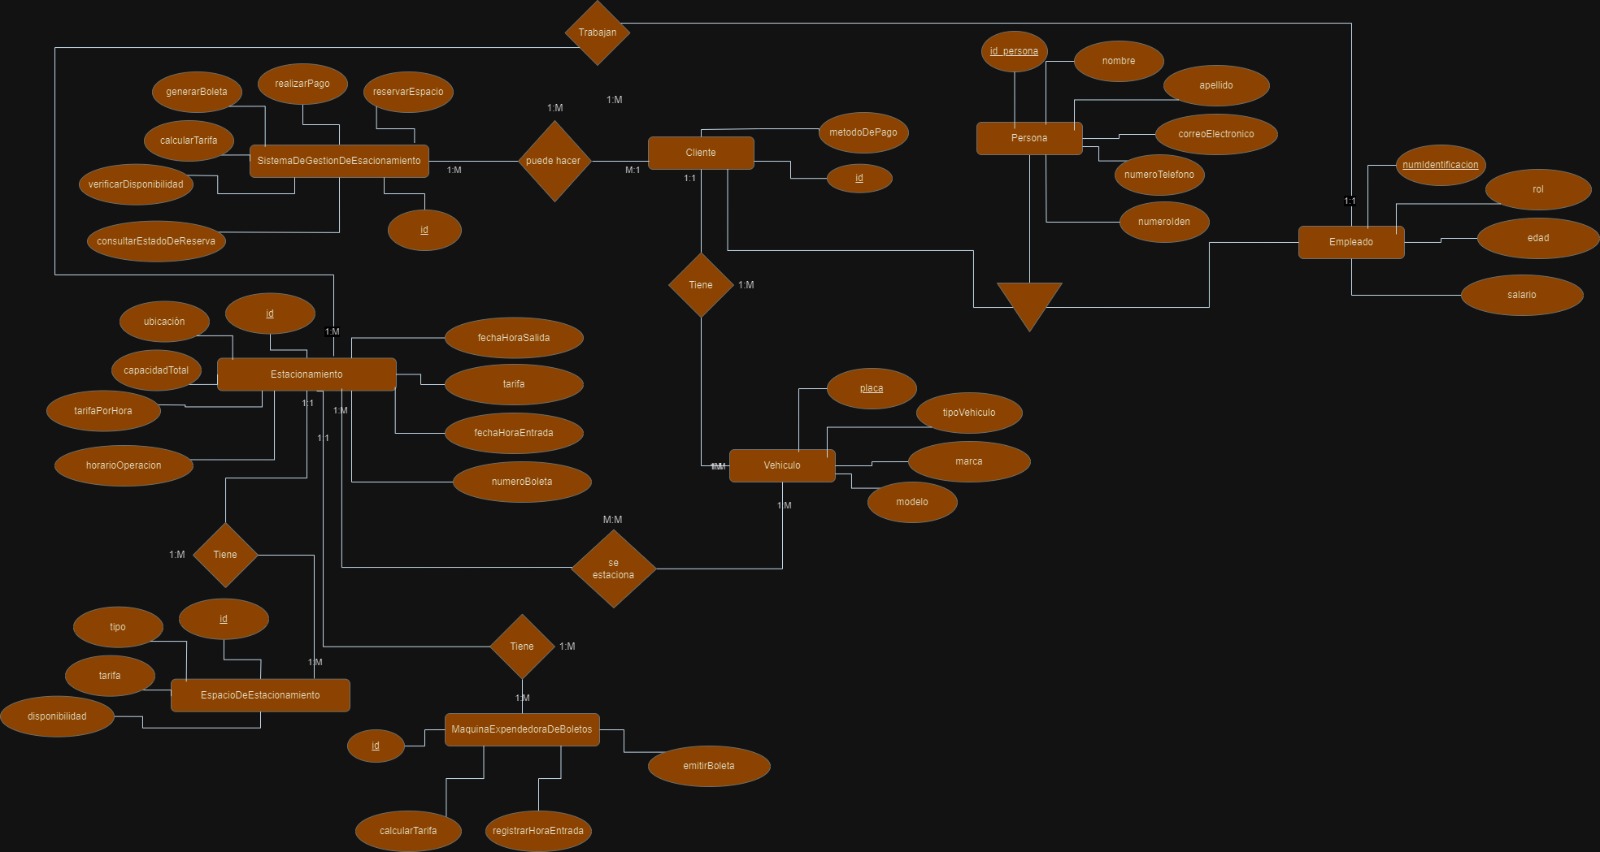 Trabajan
id_persona
nombre
generarBoleta
realizarPago
reservarEspacio
apellido
1:M
1:M
calcularTarifa
metodoDePago
Persona
correoElectronico
SistemaDeGestionDeEsacionamiento
puede hacer
Cliente
1:M
M:1
1:1
id
numeroTelefono
numIdentificacion
verificarDisponibilidad
rol
1:1
id
numeroIden
consultarEstadoDeReserva
Empleado
edad
Tiene
1:M
salario
ubicación
id
1:M
fechaHoraSalida
capacidadTotal
Estacionamiento
tarifa
placa
tarifaPorHora
1:1
1:M
tipoVehiculo
fechaHoraEntrada
1:1
horarioOperacion
Vehiculo
marca
numeroBoleta
modelo
1:M
M:M
se
estaciona
1:M
Tiene
tipo
id
Tiene
1:M
1:M
tarifa
EspacioDeEstacionamiento
1:M
disponibilidad
MaquinaExpendedoraDeBoletos
id
emitirBoleta
calcularTarifa
registrarHoraEntrada